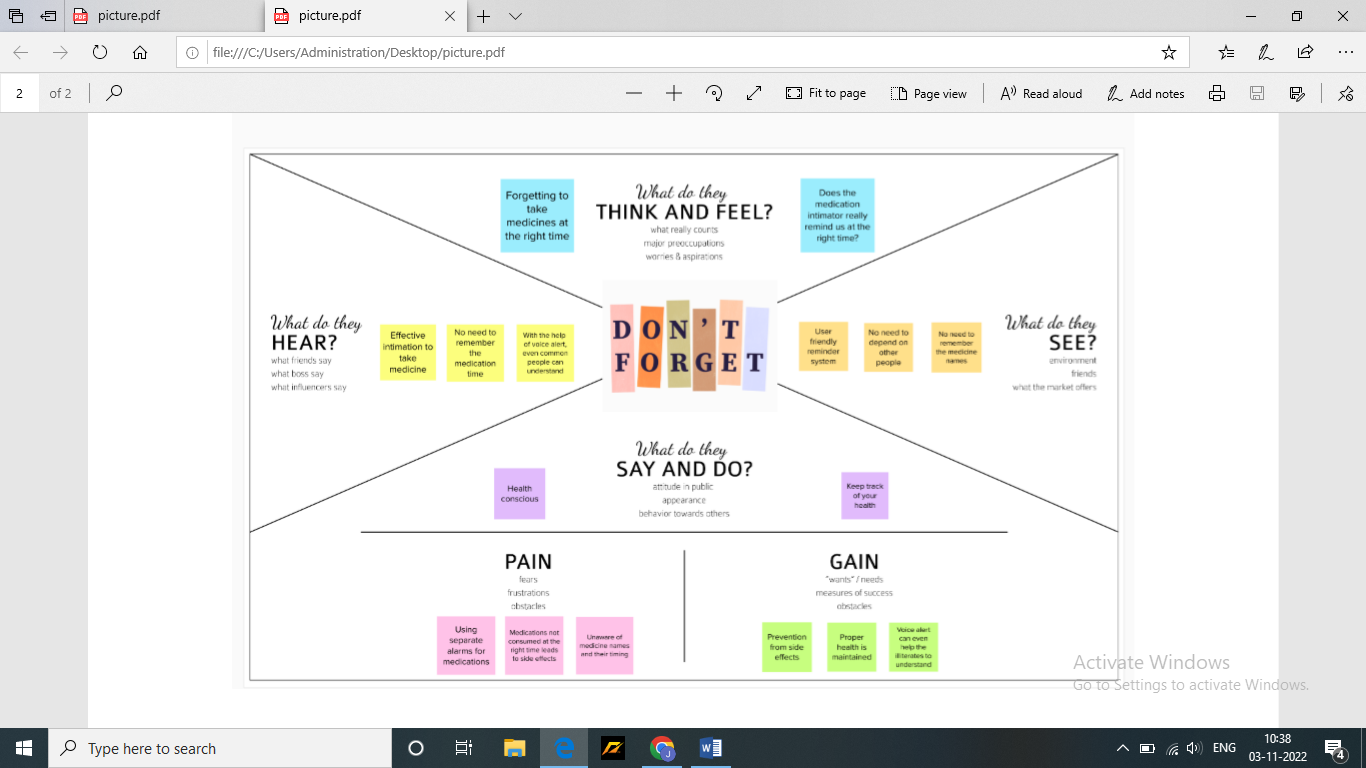 picture.pdf
picture.pdf
file:///C:/Users/Administration/Desktop/picture.pdf
2 of 2
Fit to page
Page view
Read aloud
Add notes
What do they
THINK AND FEEL?
what really counts
major preoccupations
worries & aspirations
Forgetting to
take
medicines at
the right time
Does the
medication
intimator really
remind us at the
right time?
What do they
HEAR?
what friends say
what boss say
what influencers say
Effective
intimation to
take
medicine
No need to
remember
the
medication
time
With the help
of voice alert,
even common
people can
understand
DON'T
FORGET
User
friendly
reminder
system
No need to
depend on
other
people
No need to
remember
the medicine
names
What do they
SEE?
environment
friends
what the market offers
What do they
SAY AND DO?
attitude in public
appearance
behavior towards others
Health
conscious
Keep track
of your
health
PAIN
fears
frustrations
obstacles
Using
separate
alarms for
medications
Medications not
consumed at the
right time leads
to side effects
Unaware of
medicine names
and their timing
GAIN
"wants" / needs
measures of success
obstacles
Prevention
from side
effects
Proper
health is
maintained
Voice alert
can even
help the
illiterates to
understand
Activate Windows
Go to Settings to activate Windows.
Type here to search
ENG
10:38
03-11-2022
4